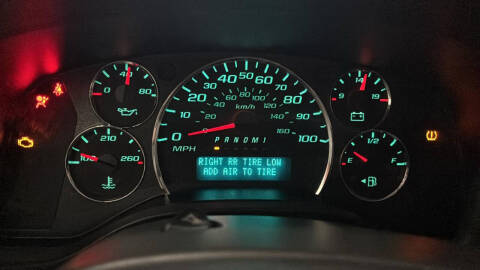 0 40 80
210
100 260
0 10 20 30 40 50 60 70 80 90 100
20 40 60 80 100 120 140 160
km/h
MPH
P R N D M I
RIGHT RR TIRE LOW
ADD AIR TO TIRE
9 14 19
E 1/2 F